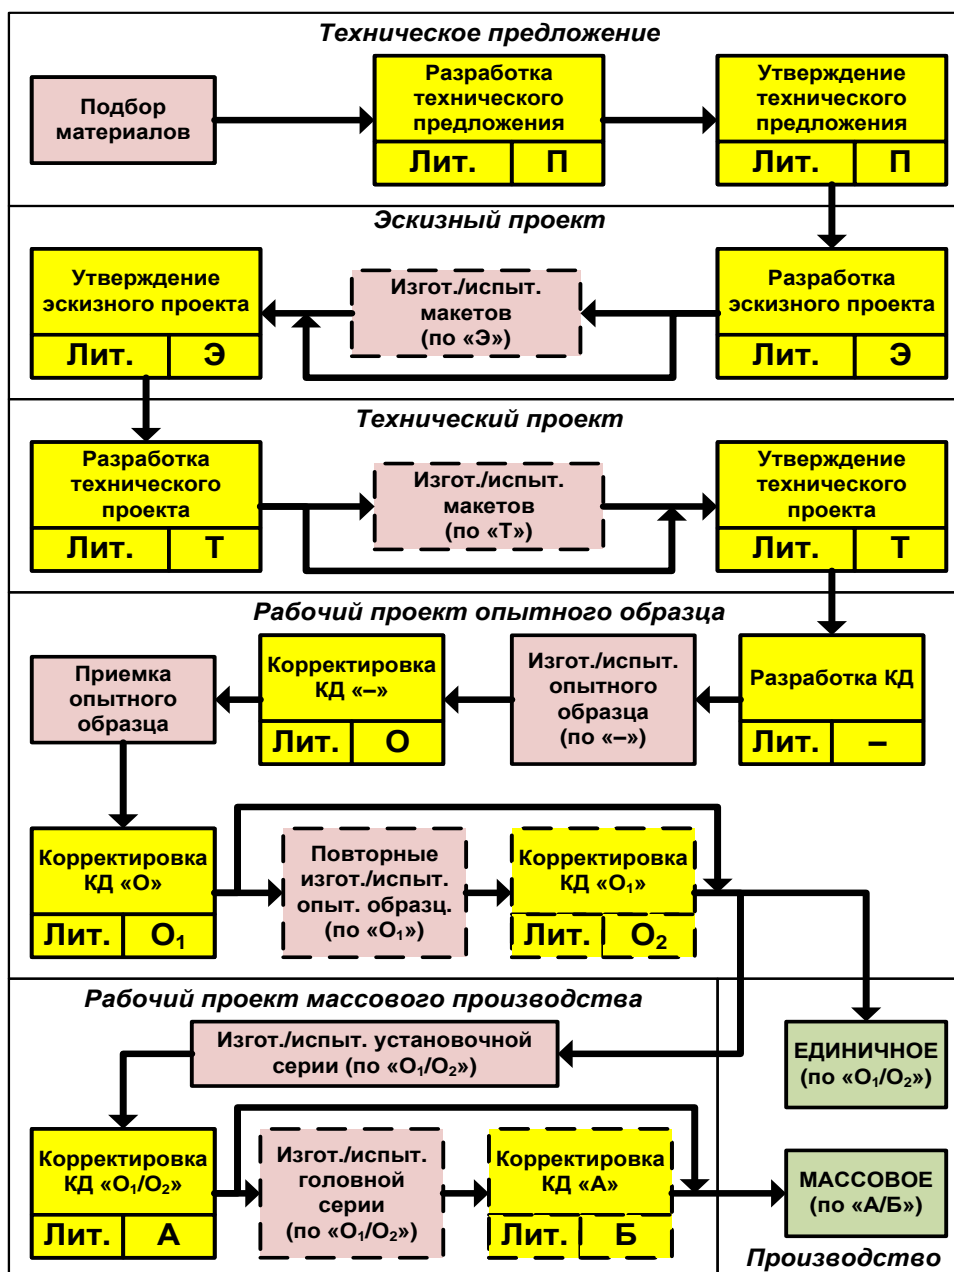 Техническое предложение
Подбор
материалов
Разработка
технического
предложения
Лит. П
Утверждение
технического
предложения
Лит. П
Эскизный проект
Утверждение
эскизного проекта
Лит. Э
Изгот./испыт.
макетов
(по «Э»)
Разработка
эскизного проекта
Лит. Э
Технический проект
Разработка
технического
проекта
Лит. Т
Изгот./испыт.
макетов
(по «Т»)
Утверждение
технического
проекта
Лит. Т
Рабочий проект опытного образца
Приемка
опытного
образца
Корректировка
КД «–»
Лит. О
Изгот./испыт.
опытного
образца
(по «–»)
Разработка КД
Лит. –
Корректировка
КД «О»
Лит. О₁
Повторные
изгот./испыт.
опыт. образц.
(по «О₁»)
Корректировка
КД «О₁»
Лит. О₂
Рабочий проект массового производства
Изгот./испыт. установочной
серии (по «О₁/О₂»)
ЕДИНИЧНОЕ
(по «О₁/О₂»)
Корректировка
КД «О₁/О₂»
Лит. А
Изгот./испыт.
головной
серии
(по «О₁/О₂»)
Корректировка
КД «А»
Лит. Б
МАССОВОЕ
(по «А/Б»)
Производство